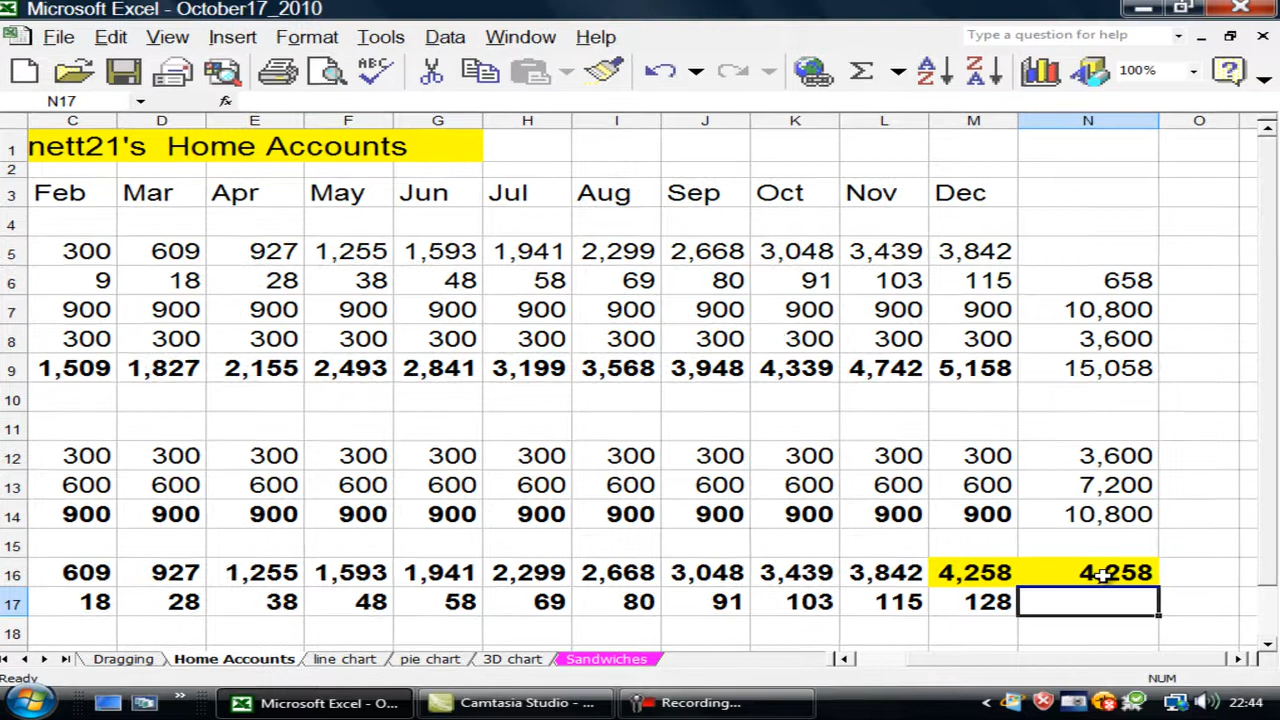 Microsoft Excel - October17_2010
File Edit View Insert Format Tools Data Window Help Type a question for help
100%
N17 fx
C D E F G H I J K L M N O
1 nett21's Home Accounts
2
3 Feb Mar Apr May Jun Jul Aug Sep Oct Nov Dec
4
5 300 609 927 1,255 1,593 1,941 2,299 2,668 3,048 3,439 3,842
6 9 18 28 38 48 58 69 80 91 103 115 658
7 900 900 900 900 900 900 900 900 900 900 900 10,800
8 300 300 300 300 300 300 300 300 300 300 300 3,600
9 1,509 1,827 2,155 2,493 2,841 3,199 3,568 3,948 4,339 4,742 5,158 15,058
10
11
12 300 300 300 300 300 300 300 300 300 300 300 3,600
13 600 600 600 600 600 600 600 600 600 600 600 7,200
14 900 900 900 900 900 900 900 900 900 900 900 10,800
15
16 609 927 1,255 1,593 1,941 2,299 2,668 3,048 3,439 3,842 4,258 4,258
17 18 28 38 48 58 69 80 91 103 115 128
18
Dragging Home Accounts line chart pie chart 3D chart Sandwiches
Ready NUM
Microsoft Excel - O... Camtasia Studio - ... Recording... 22:44